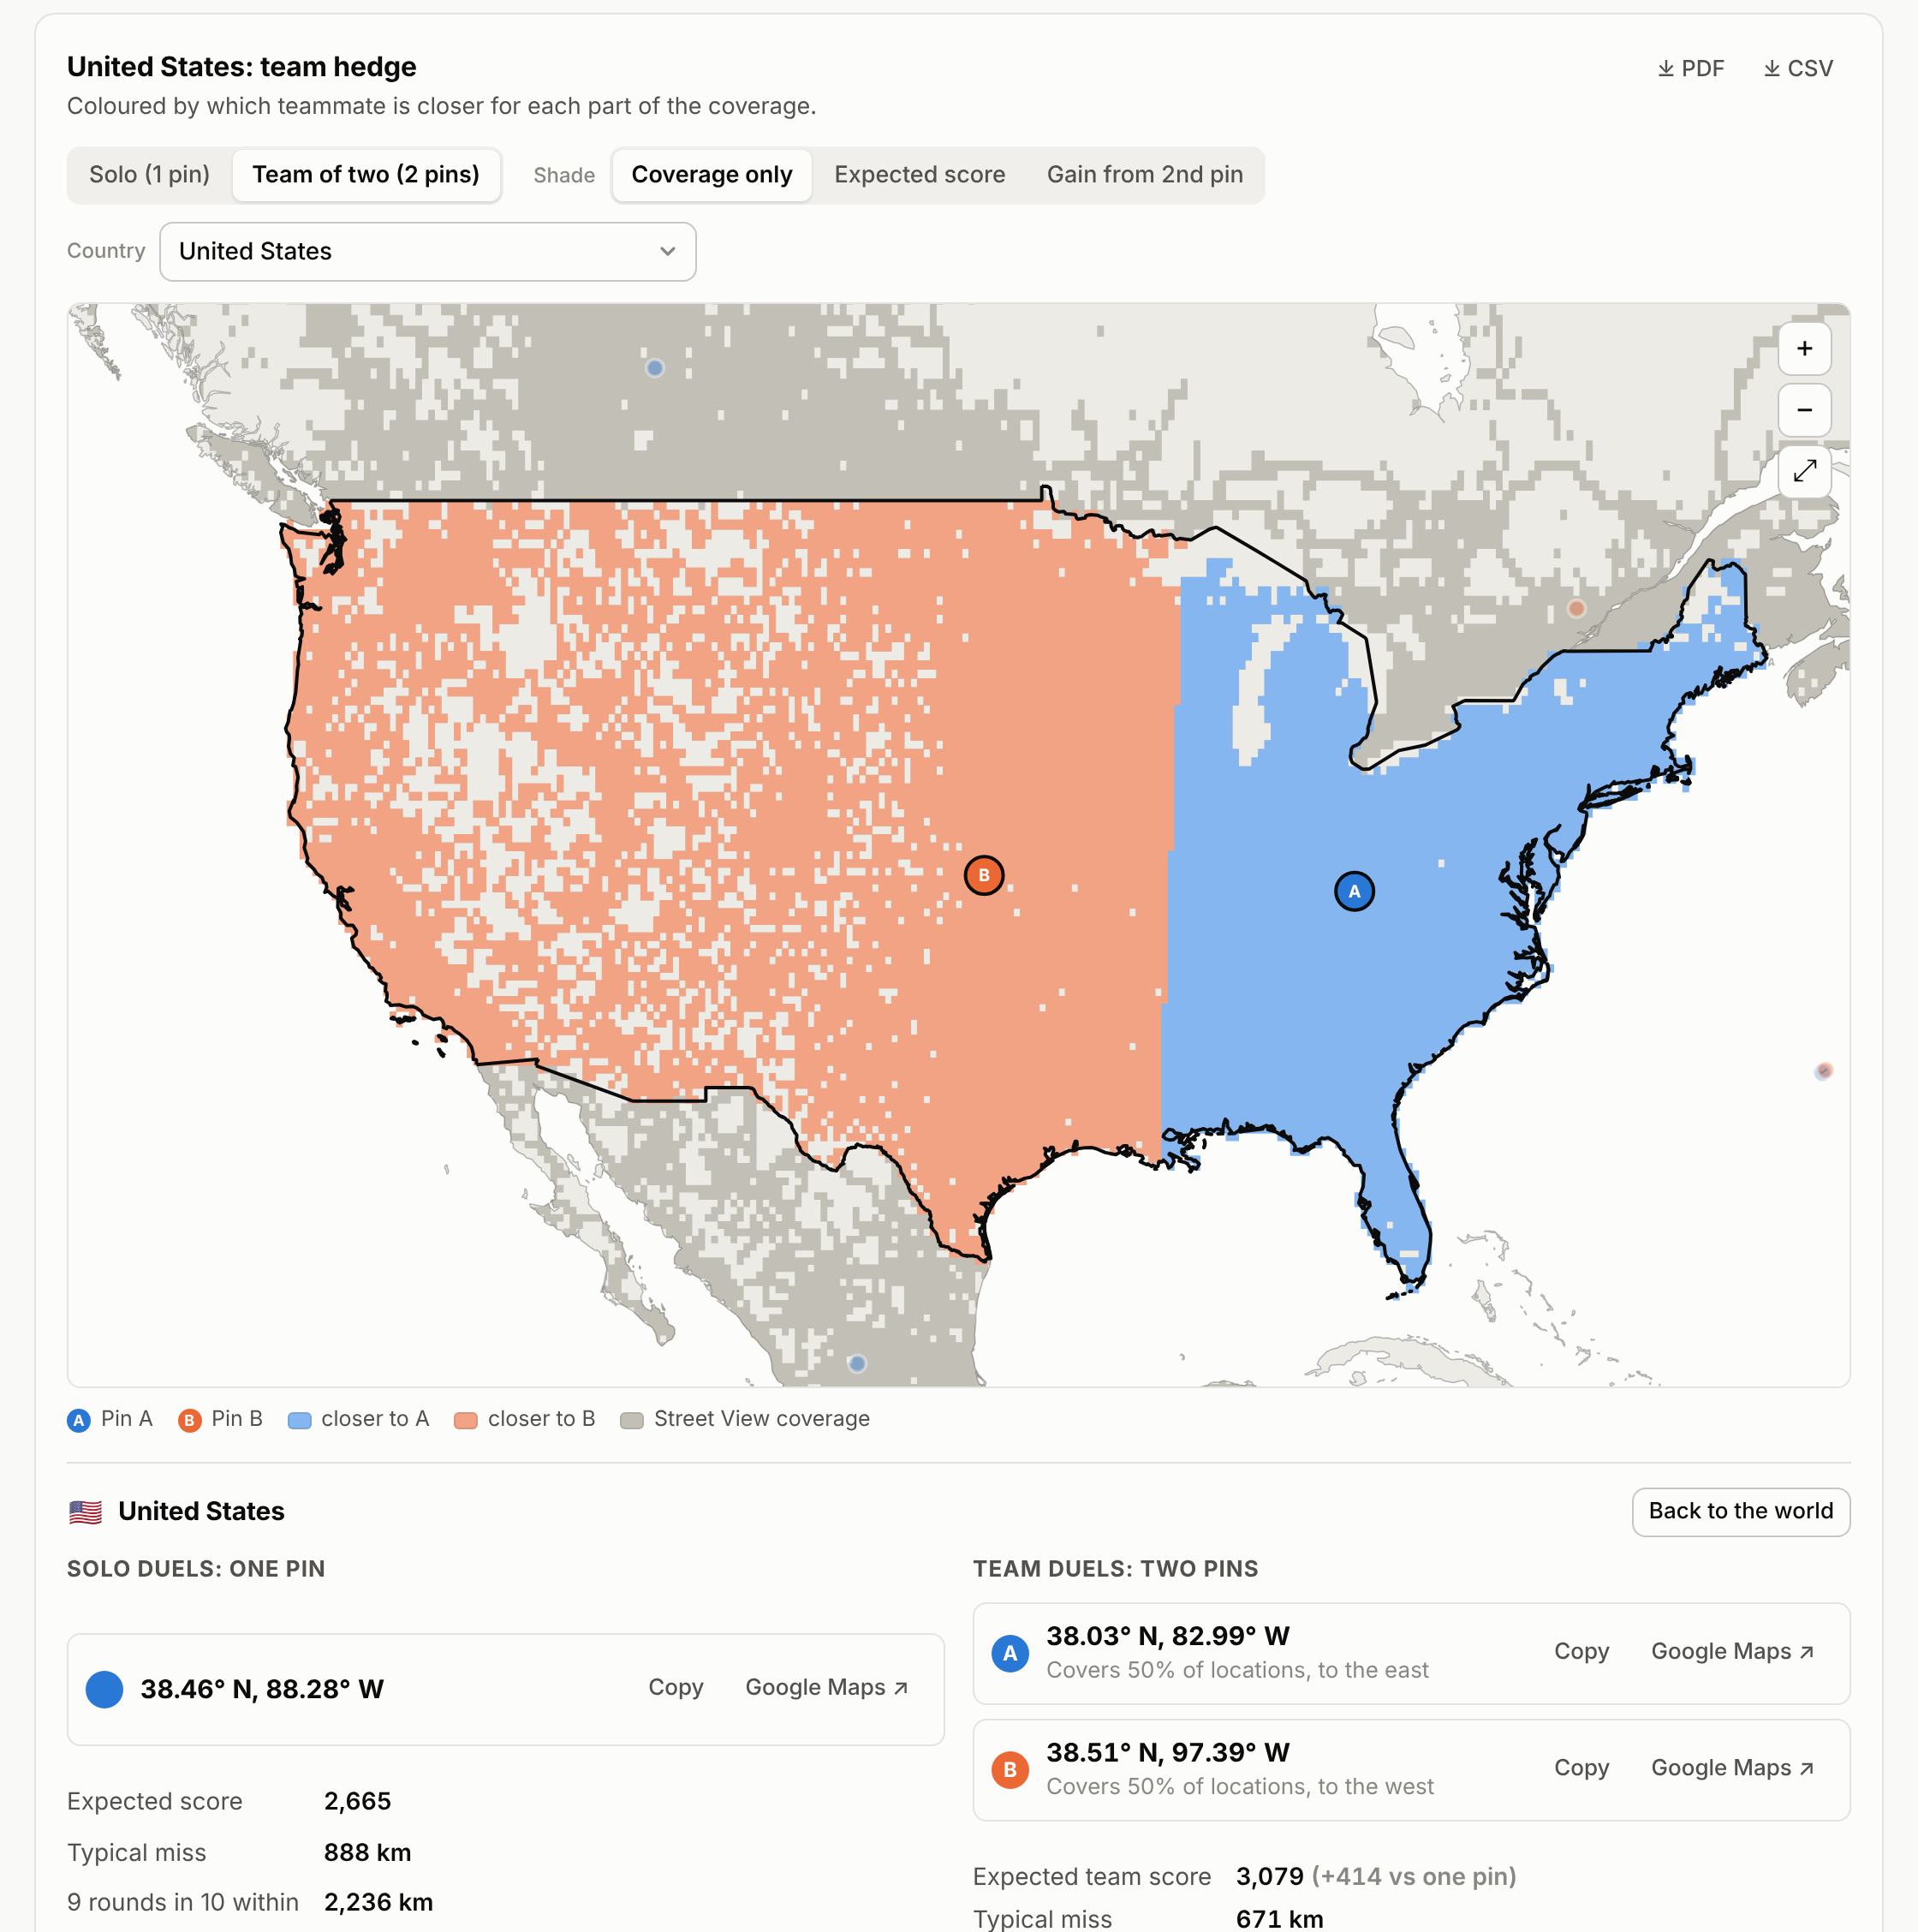 United States: team hedge
PDF
CSV
Coloured by which teammate is closer for each part of the coverage.
Solo (1 pin)
Team of two (2 pins)
Shade
Coverage only
Expected score
Gain from 2nd pin
Country
United States
+
−
B
A
A Pin A
B Pin B
closer to A
closer to B
Street View coverage
United States
Back to the world
SOLO DUELS: ONE PIN
38.46° N, 88.28° W
Copy
Google Maps ↗
Expected score 2,665
Typical miss 888 km
9 rounds in 10 within 2,236 km
TEAM DUELS: TWO PINS
A
38.03° N, 82.99° W
Covers 50% of locations, to the east
Copy
Google Maps ↗
B
38.51° N, 97.39° W
Covers 50% of locations, to the west
Copy
Google Maps ↗
Expected team score 3,079 (+414 vs one pin)
Typical miss 671 km